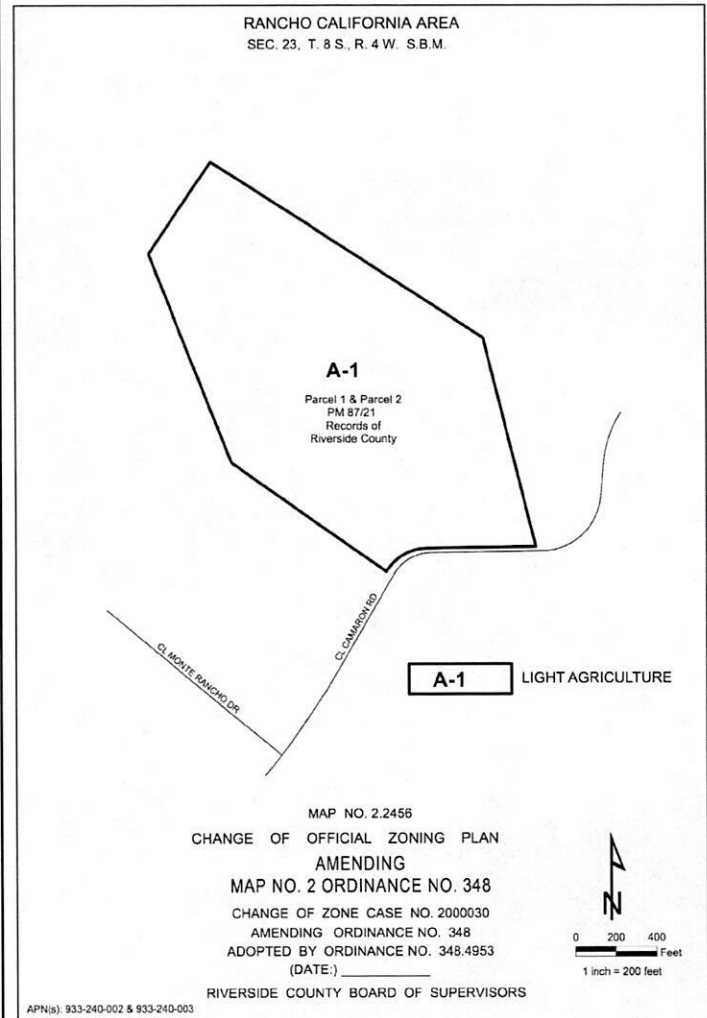 RANCHO CALIFORNIA AREA
SEC. 23, T. 8 S., R. 4 W. S.B.M.
A-1
Parcel 1 & Parcel 2
PM 87/21
Records of
Riverside County
CL CAMARON RD
CL MONTE RANCHO DR
A-1 LIGHT AGRICULTURE
MAP NO. 2.2456
CHANGE OF OFFICIAL ZONING PLAN
AMENDING
MAP NO. 2 ORDINANCE NO. 348
CHANGE OF ZONE CASE NO. 2000030
AMENDING ORDINANCE NO. 348
ADOPTED BY ORDINANCE NO. 348.4953
(DATE:) ____________
RIVERSIDE COUNTY BOARD OF SUPERVISORS
N
0 200 400
Feet
1 inch = 200 feet
APN(s): 933-240-002 & 933-240-003